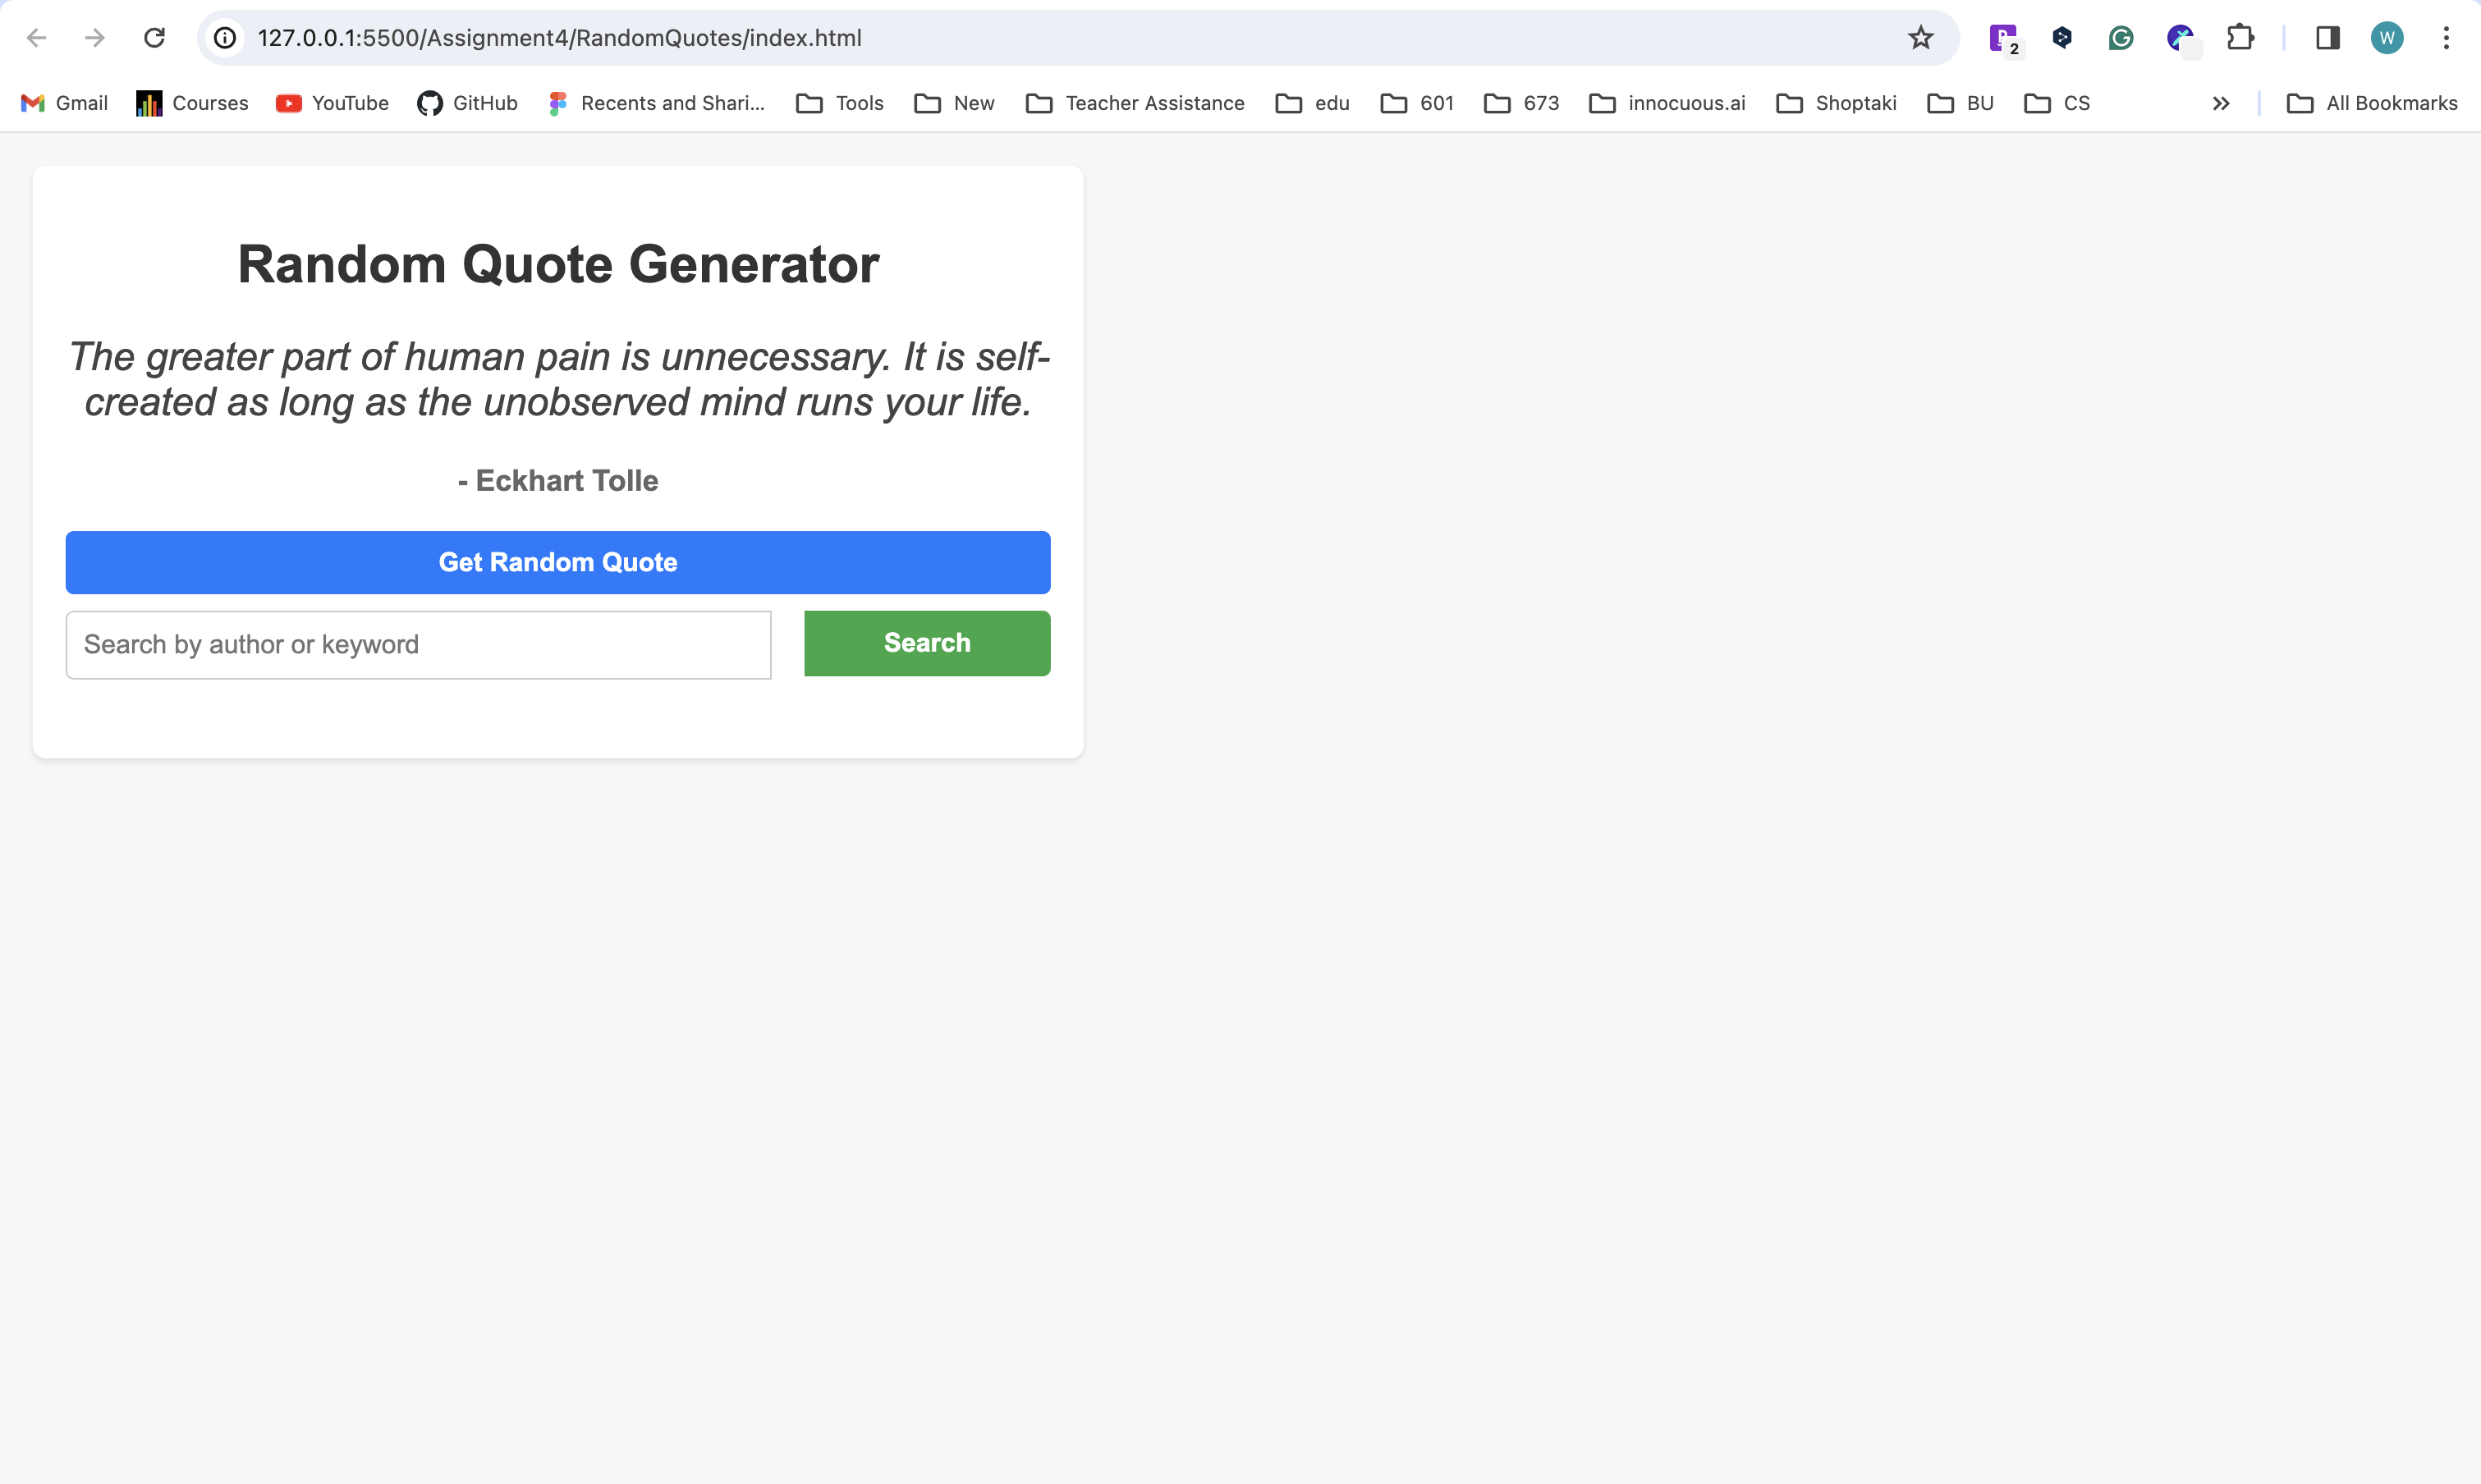 127.0.0.1:5500/Assignment4/RandomQuotes/index.html
2
W
Gmail Courses YouTube GitHub Recents and Shari... Tools New Teacher Assistance edu 601 673 innocuous.ai Shoptaki BU CS All Bookmarks
Random Quote Generator
The greater part of human pain is unnecessary. It is self-
created as long as the unobserved mind runs your life.
- Eckhart Tolle
Get Random Quote
Search by author or keyword Search